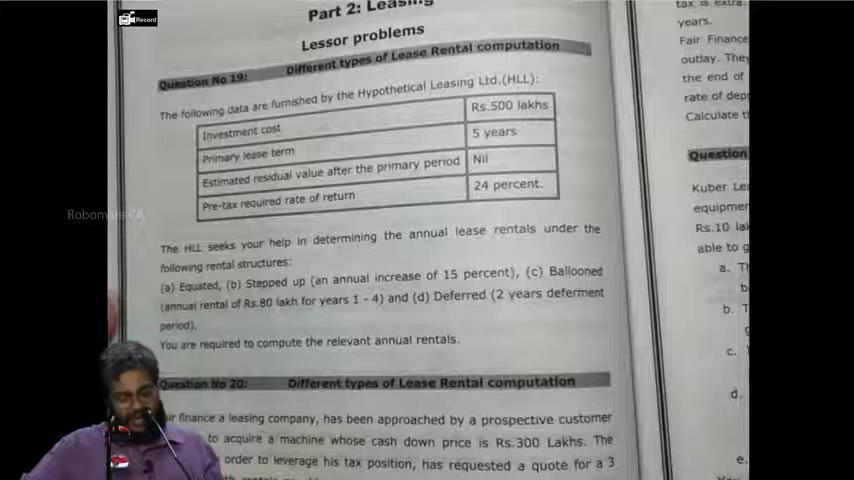 Record
Part 2: Leasing
Lessor problems
Question No 19: Different types of Lease Rental computation
The following data are furnished by the Hypothetical Leasing Ltd.(HLL):
Investment cost Rs.500 lakhs
Primary lease term 5 years
Estimated residual value after the primary period Nil
Pre-tax required rate of return 24 percent.
The HLL seeks your help in determining the annual lease rentals under the
following rental structures:
(a) Equated, (b) Stepped up (an annual increase of 15 percent), (c) Ballooned
(annual rental of Rs.80 lakh for years 1 - 4) and (d) Deferred (2 years deferment
period).
You are required to compute the relevant annual rentals.
Question No 20: Different types of Lease Rental computation
finance a leasing company, has been approached by a prospective customer
to acquire a machine whose cash down price is Rs.300 Lakhs. The
order to leverage his tax position, has requested a quote for a 3
tax is extra
years.
Fair Finance
outlay. They
the end of
rate of
Calculate
Question
Kuber
Rs.10
able to g
a.
b.
c.
d.
e.